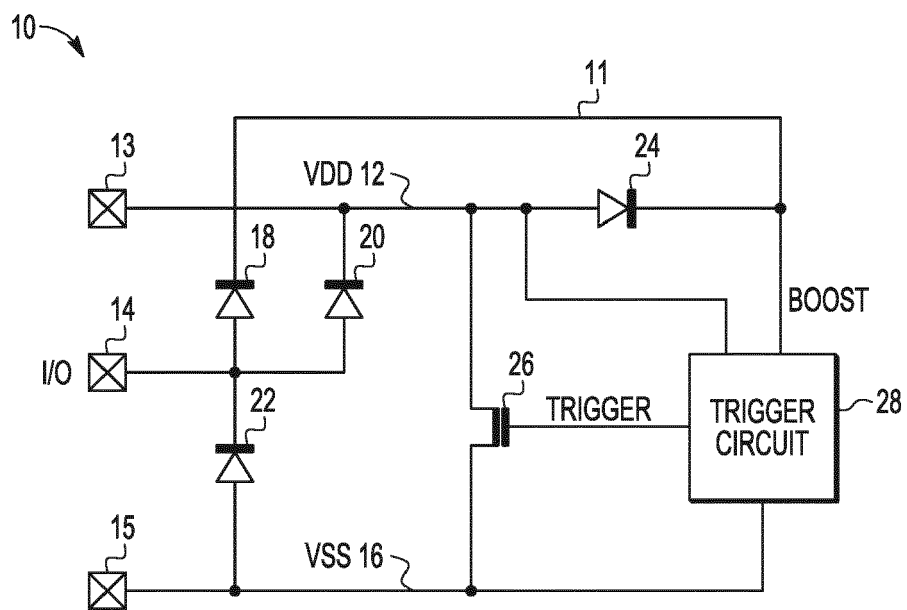 10
11
13
VDD 12
24
18
20
BOOST
14
I/O
26
22
TRIGGER
TRIGGER
CIRCUIT
28
15
VSS 16